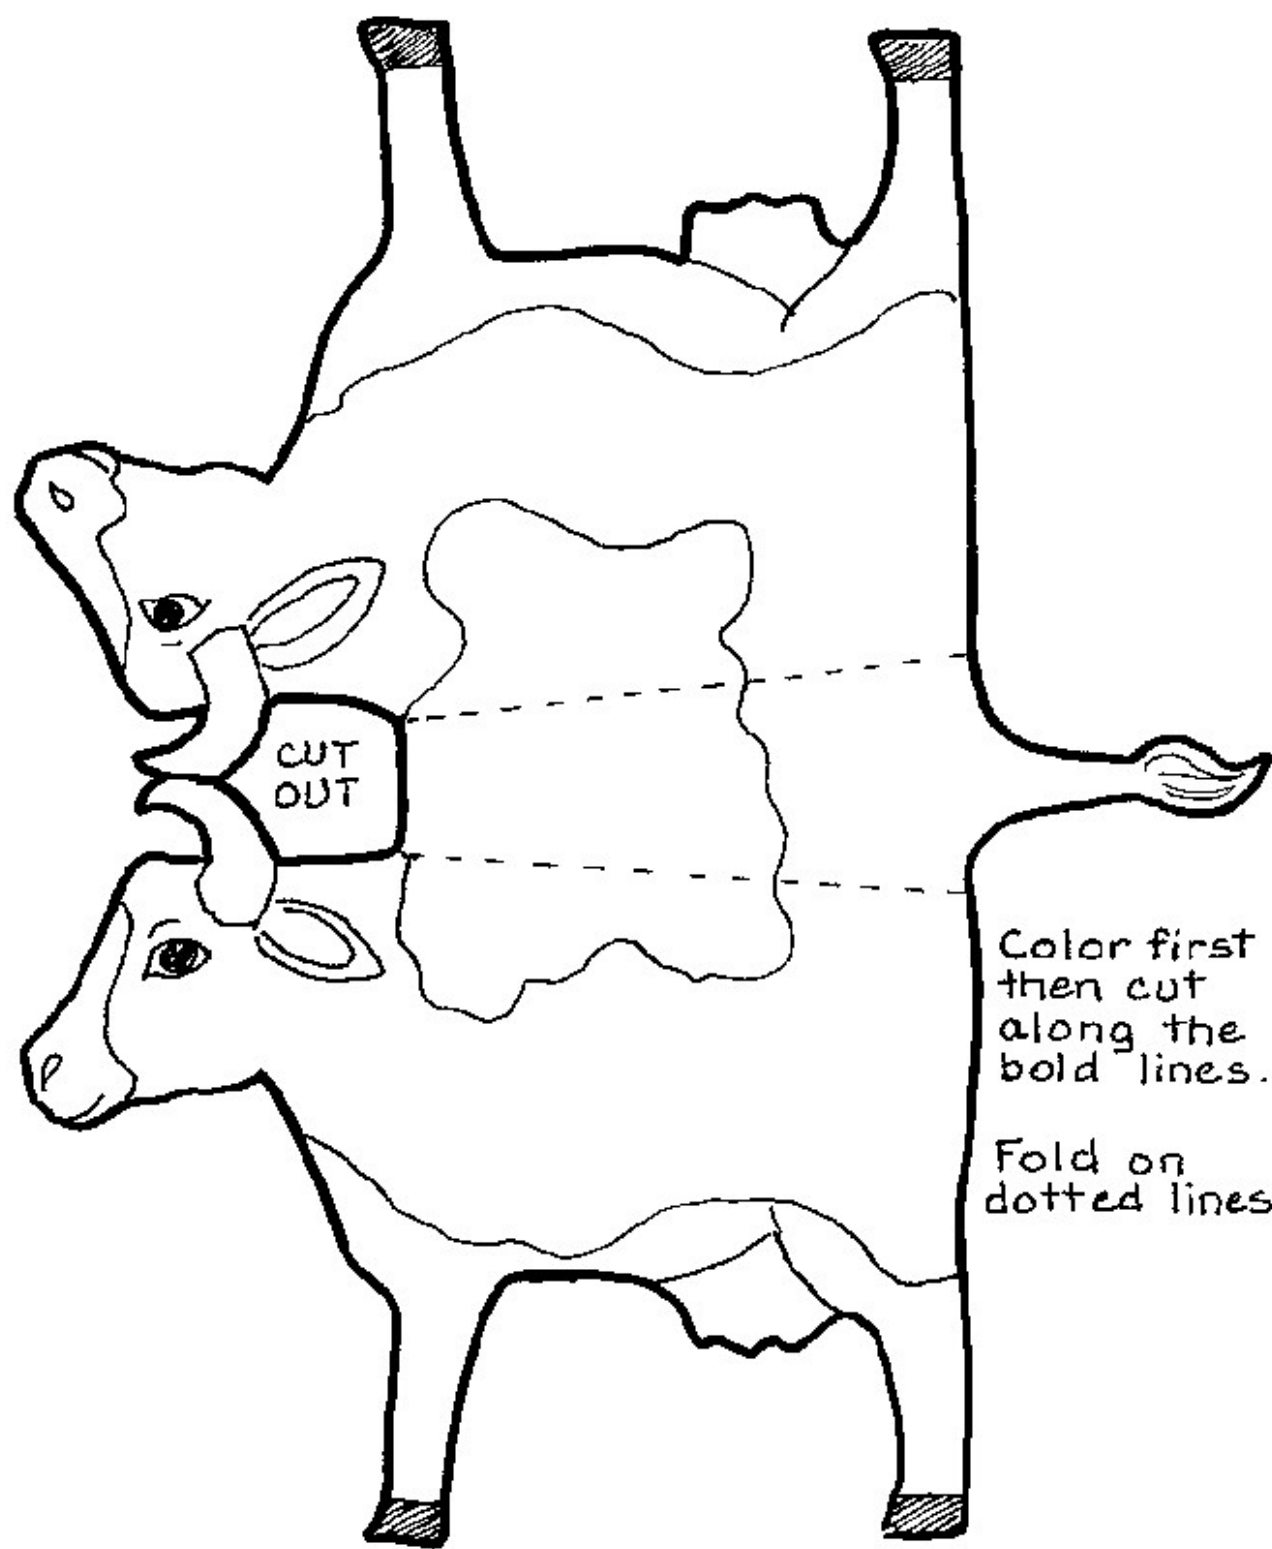 CUT
OUT
Color first
then cut
along the
bold lines.
Fold on
dotted lines